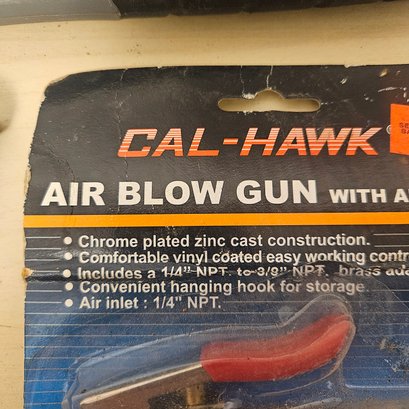 CAL-HAWK
AIR BLOW GUN WITH A
• Chrome plated zinc cast construction.
• Comfortable vinyl coated easy working contr
• Includes a 1/4" NPT. to 3/8" NPT. brass ada
• Convenient hanging hook for storage.
• Air inlet : 1/4" NPT.